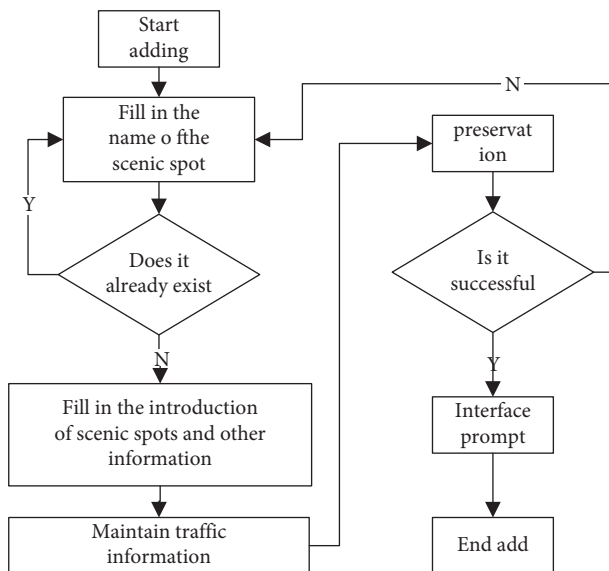 Start
adding
Fill in the
name o fthe
scenic spot
Y
Does it
already exist
N
Fill in the introduction
of scenic spots and other
information
Maintain traffic
information
N
preservat
ion
Is it
successful
Y
Interface
prompt
End add